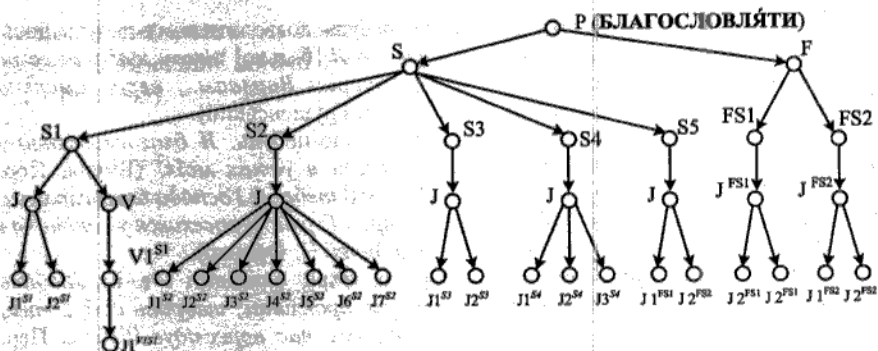 P (БЛАГОСЛОВЛЯ́ТИ)
S F
S1 S2 S3 S4 S5 FS1 FS2
J V J J J J J^FS1 J^FS2
V1^S1
J1^S1 J2^S1 J1^S2 J2^S2 J3^S2 J4^S2 J5^S2 J6^S2 J7^S2 J1^S3 J2^S3 J1^S4 J2^S4 J3^S4 J 1^FS1 J 2^FS2 J 2^FS1 J 2^FS1 J 1^FS2 J 2^FS2